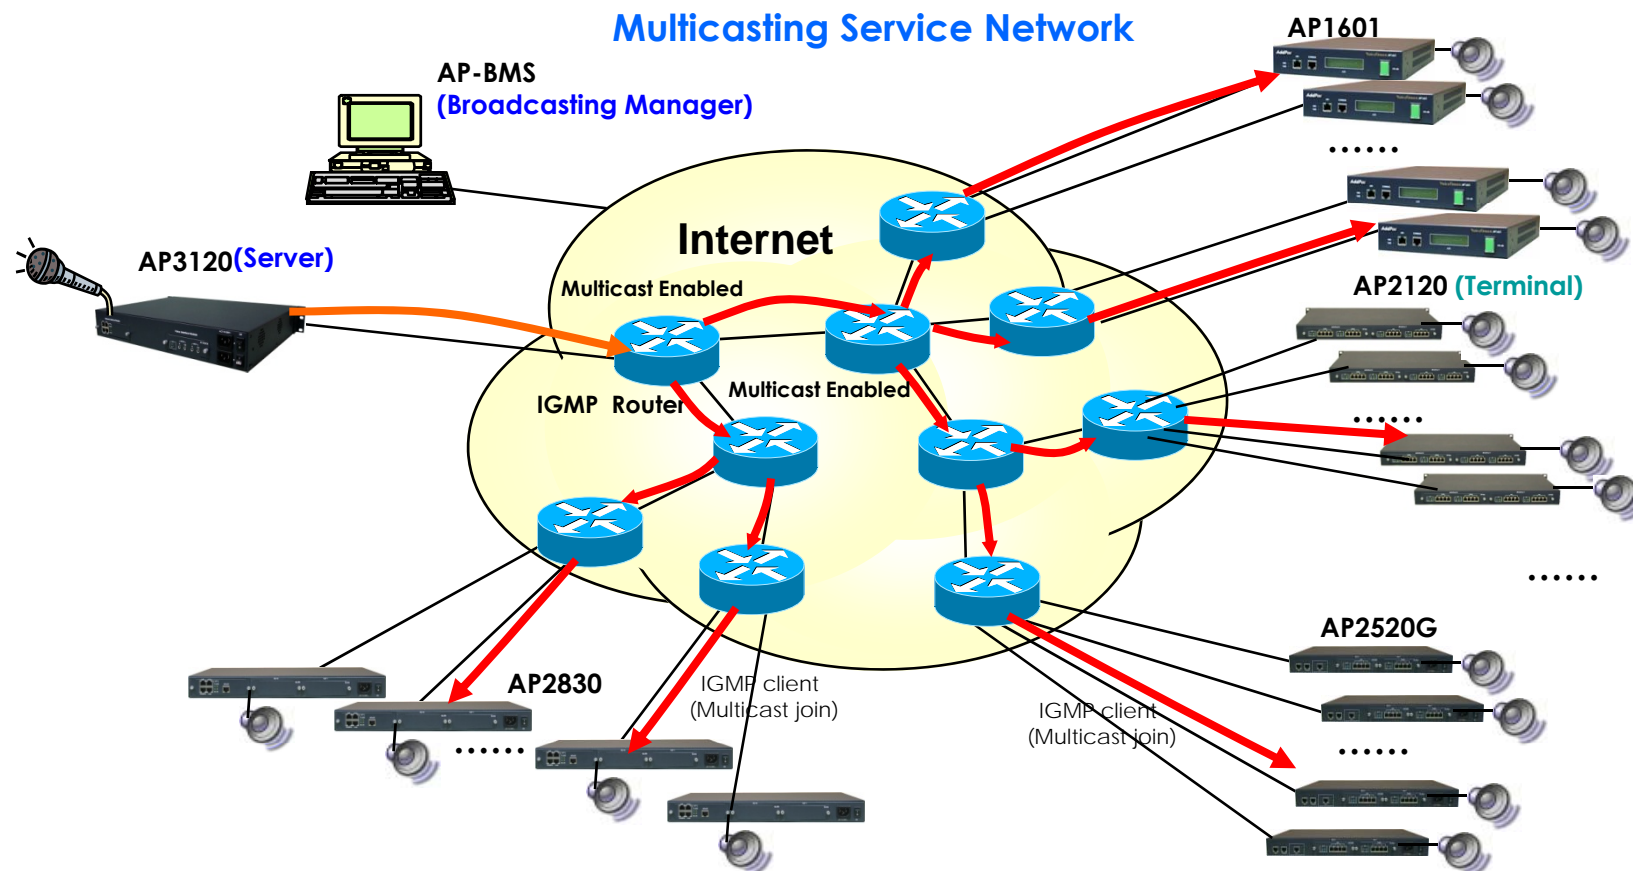 Multicasting Service Network
AP1601
AP-BMS
(Broadcasting Manager)
Internet
AP3120(Server)
Multicast Enabled
AP2120 (Terminal)
Multicast Enabled
IGMP Router
AP2520G
AP2830
IGMP client
(Multicast join)
IGMP client
(Multicast join)